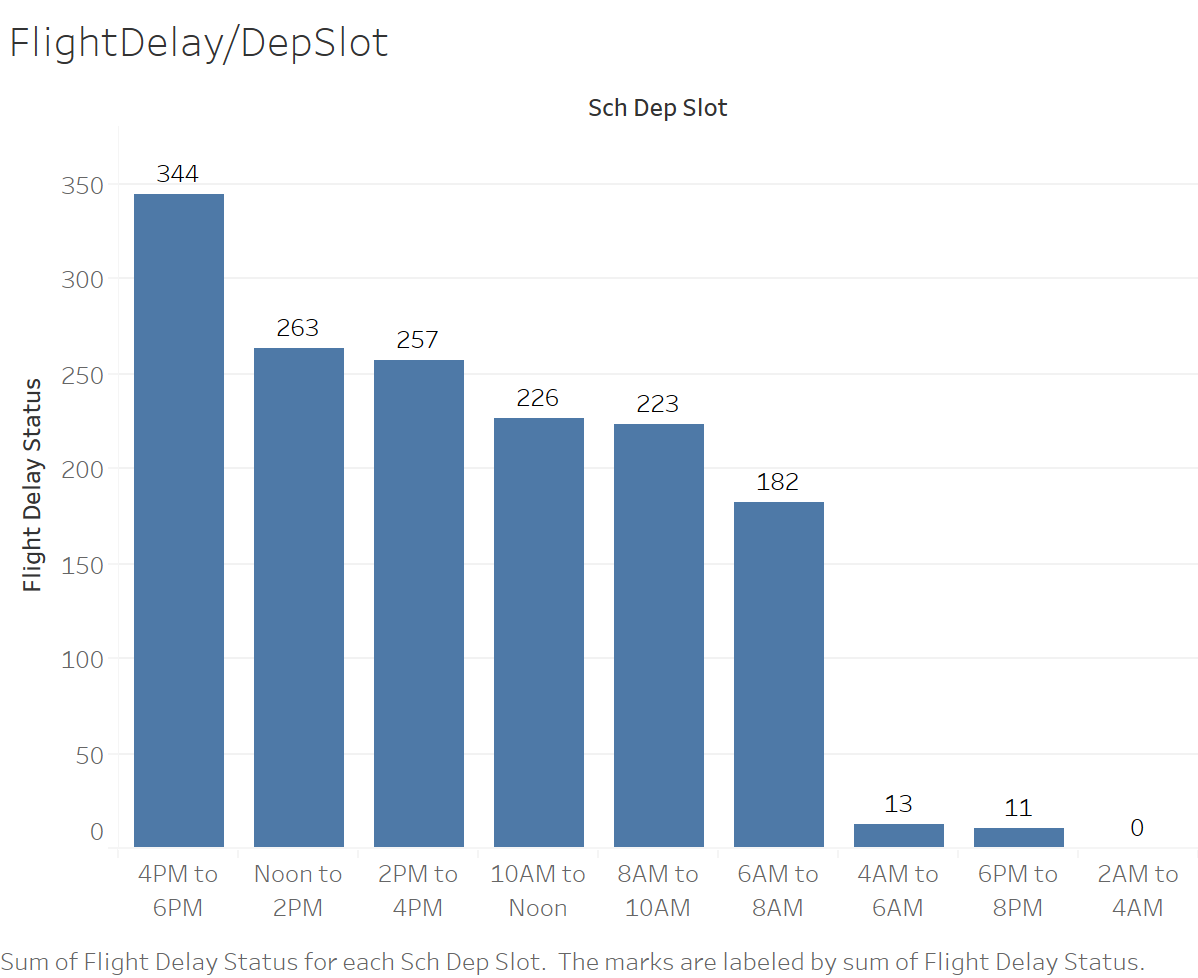 FlightDelay/DepSlot
Sch Dep Slot
Flight Delay Status
350
300
250
200
150
100
50
0
344
263
257
226
223
182
13
11
0
4PM to
6PM
Noon to
2PM
2PM to
4PM
10AM to
Noon
8AM to
10AM
6AM to
8AM
4AM to
6AM
6PM to
8PM
2AM to
4AM
Sum of Flight Delay Status for each Sch Dep Slot.  The marks are labeled by sum of Flight Delay Status.